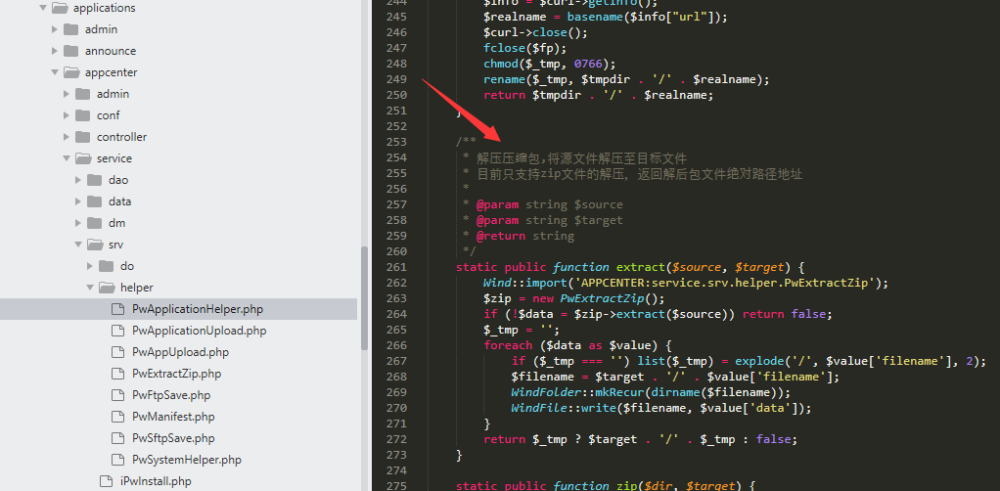 applications
admin
announce
appcenter
admin
conf
controller
service
dao
data
dm
srv
do
helper
PwApplicationHelper.php
PwApplicationUpload.php
PwAppUpload.php
PwExtractZip.php
PwFtpSave.php
PwManifest.php
PwSftpSave.php
PwSystemHelper.php
iPwInstall.php
244 $info = $curl->getInfo();
245 $realname = basename($info["url"]);
246 $curl->close();
247 fclose($fp);
248 chmod($_tmp, 0766);
249 rename($_tmp, $tmpdir . '/' . $realname);
250 return $tmpdir . '/' . $realname;
251 }
252
253 /**
254 * 解压压缩包,将源文件解压至目标文件
255 * 目前只支持zip文件的解压，返回解后包文件绝对路径地址
256 *
257 * @param string $source
258 * @param string $target
259 * @return string
260 */
261 static public function extract($source, $target) {
262 Wind::import('APPCENTER:service.srv.helper.PwExtractZip');
263 $zip = new PwExtractZip();
264 if (!$data = $zip->extract($source)) return false;
265 $_tmp = '';
266 foreach ($data as $value) {
267 if ($_tmp === '') list($_tmp) = explode('/', $value['filename'], 2);
268 $filename = $target . '/' . $value['filename'];
269 WindFolder::mkRecur(dirname($filename));
270 WindFile::write($filename, $value['data']);
271 }
272 return $_tmp ? $target . '/' . $_tmp : false;
273 }
274
275 static public function zip($dir, $target) {